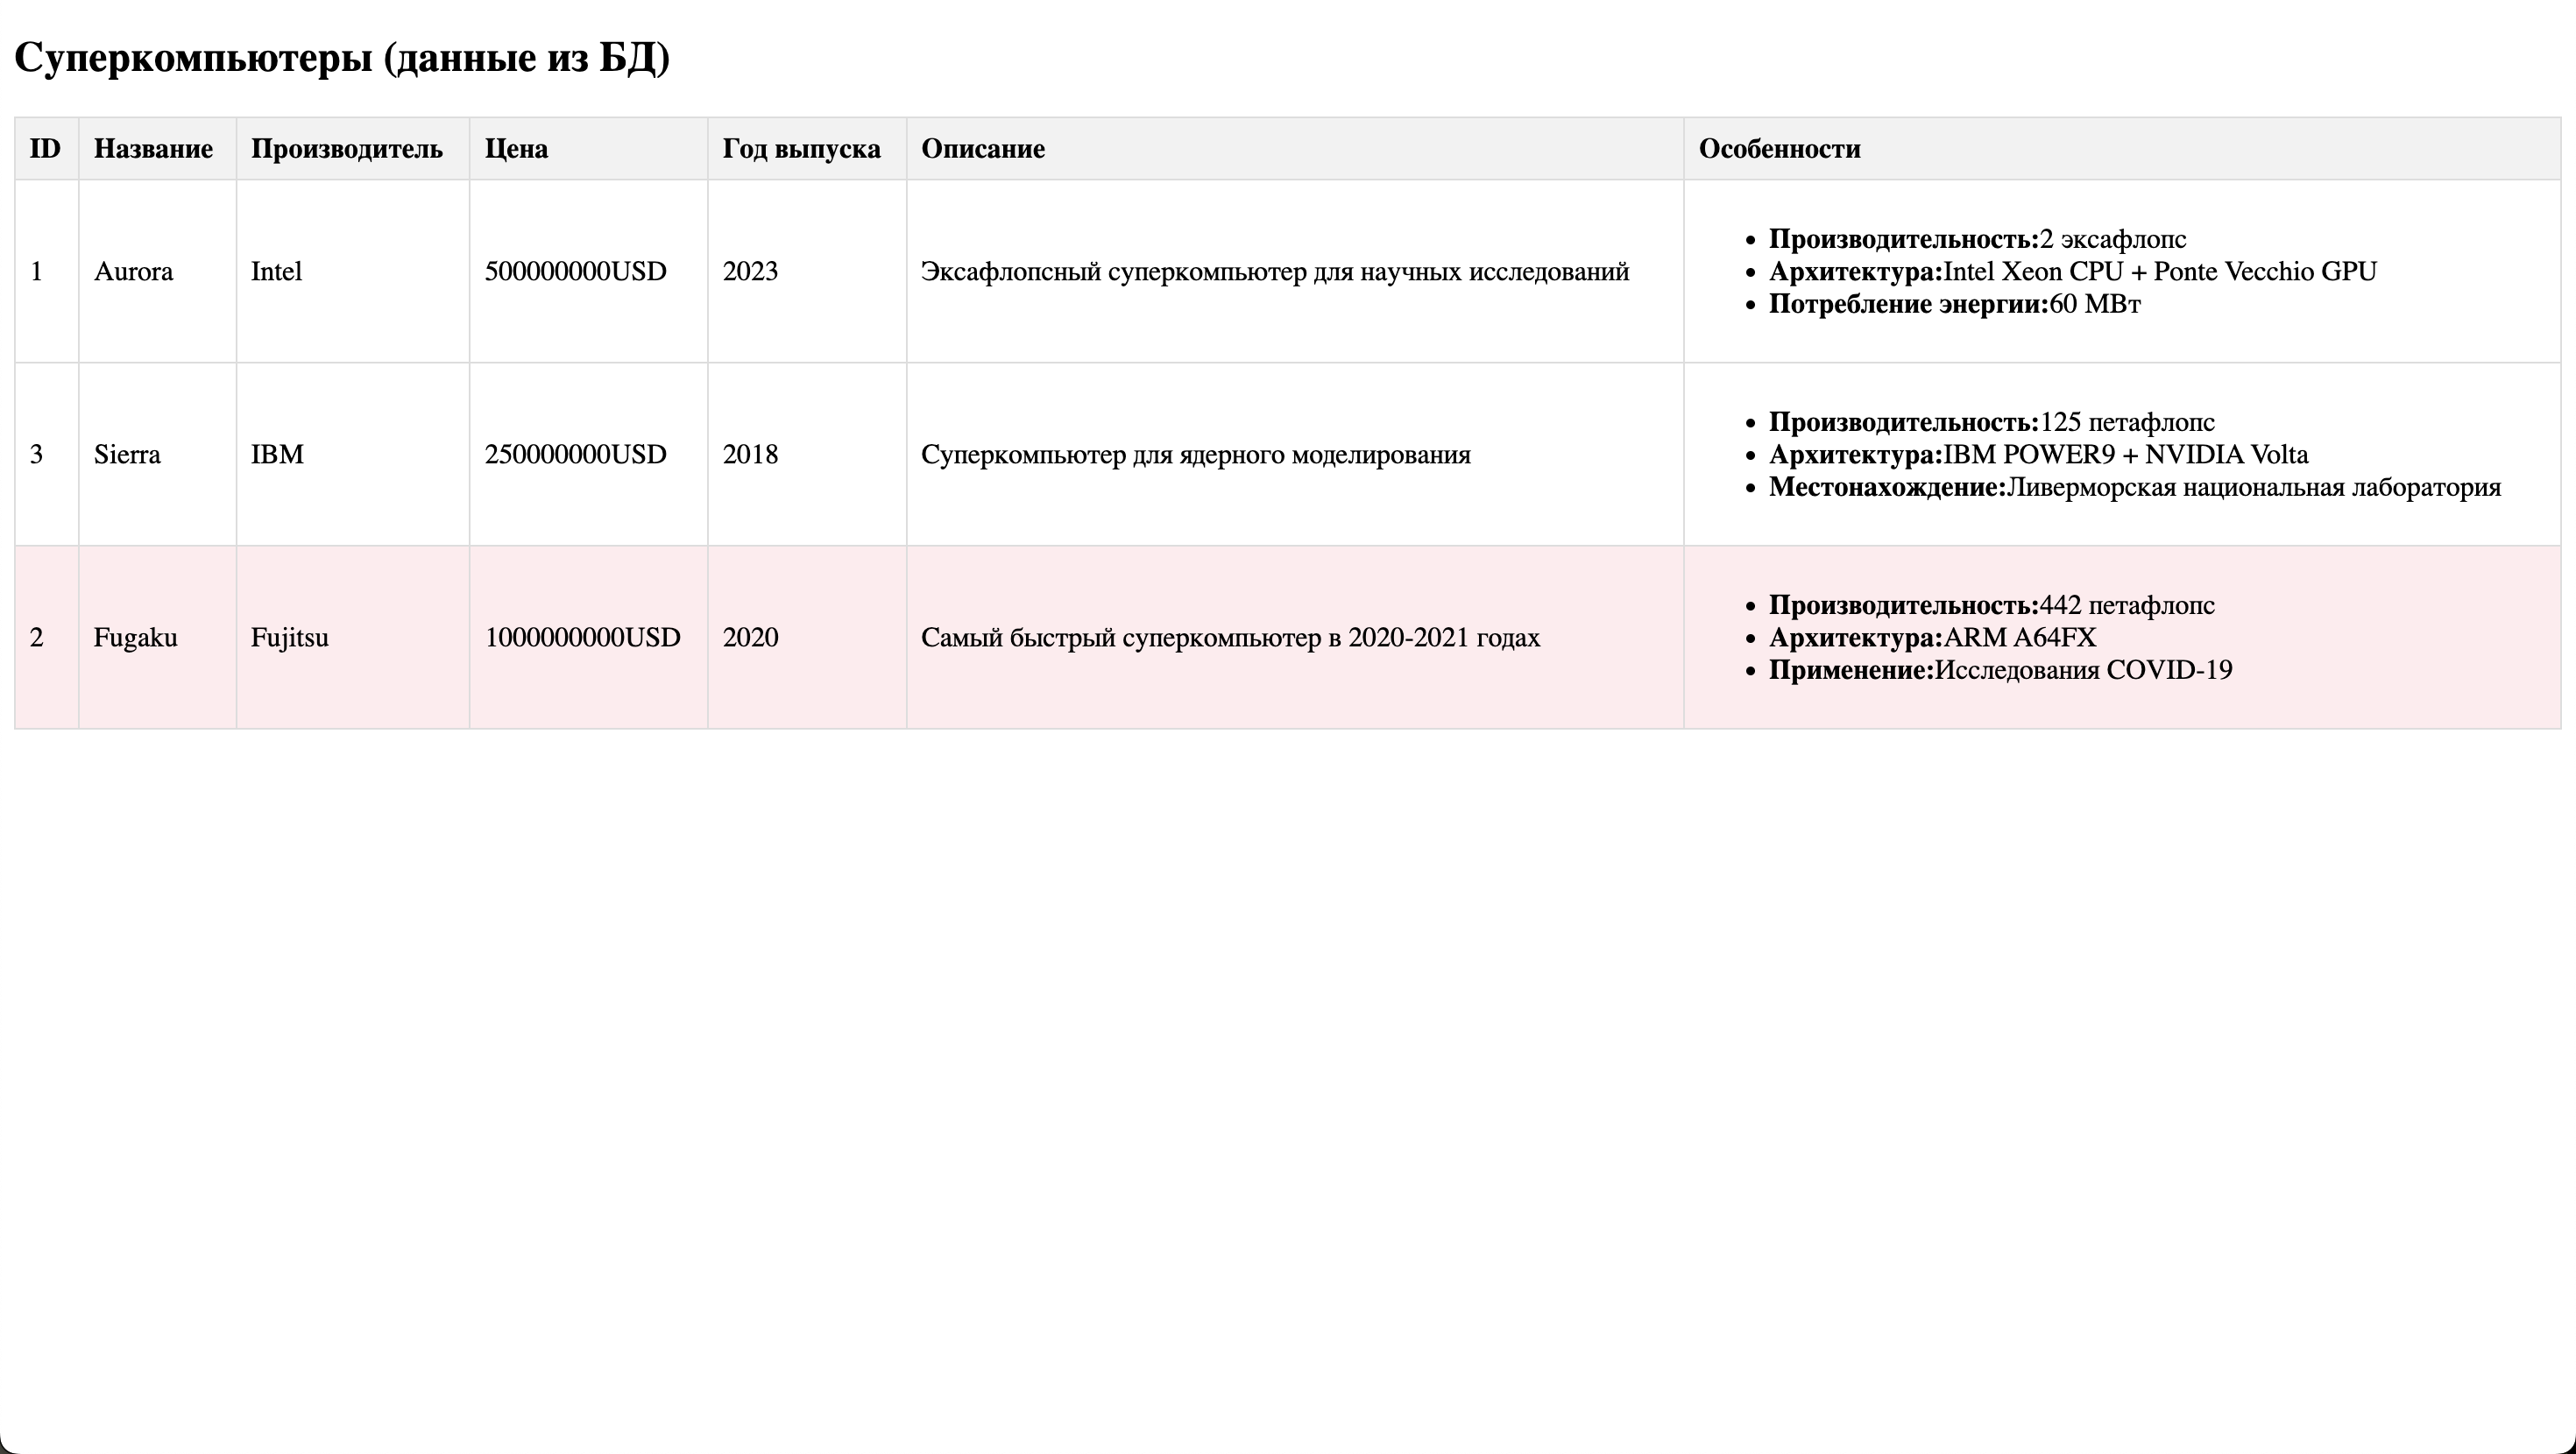 Суперкомпьютеры (данные из БД)
ID Название Производитель Цена Год выпуска Описание Особенности
1 Aurora Intel 500000000USD 2023 Эксафлопсный суперкомпьютер для научных исследований
Производительность:2 эксафлопс
Архитектура:Intel Xeon CPU + Ponte Vecchio GPU
Потребление энергии:60 МВт
3 Sierra IBM 250000000USD 2018 Суперкомпьютер для ядерного моделирования
Производительность:125 петафлопс
Архитектура:IBM POWER9 + NVIDIA Volta
Местонахождение:Ливерморская национальная лаборатория
2 Fugaku Fujitsu 1000000000USD 2020 Самый быстрый суперкомпьютер в 2020-2021 годах
Производительность:442 петафлопс
Архитектура:ARM A64FX
Применение:Исследования COVID-19